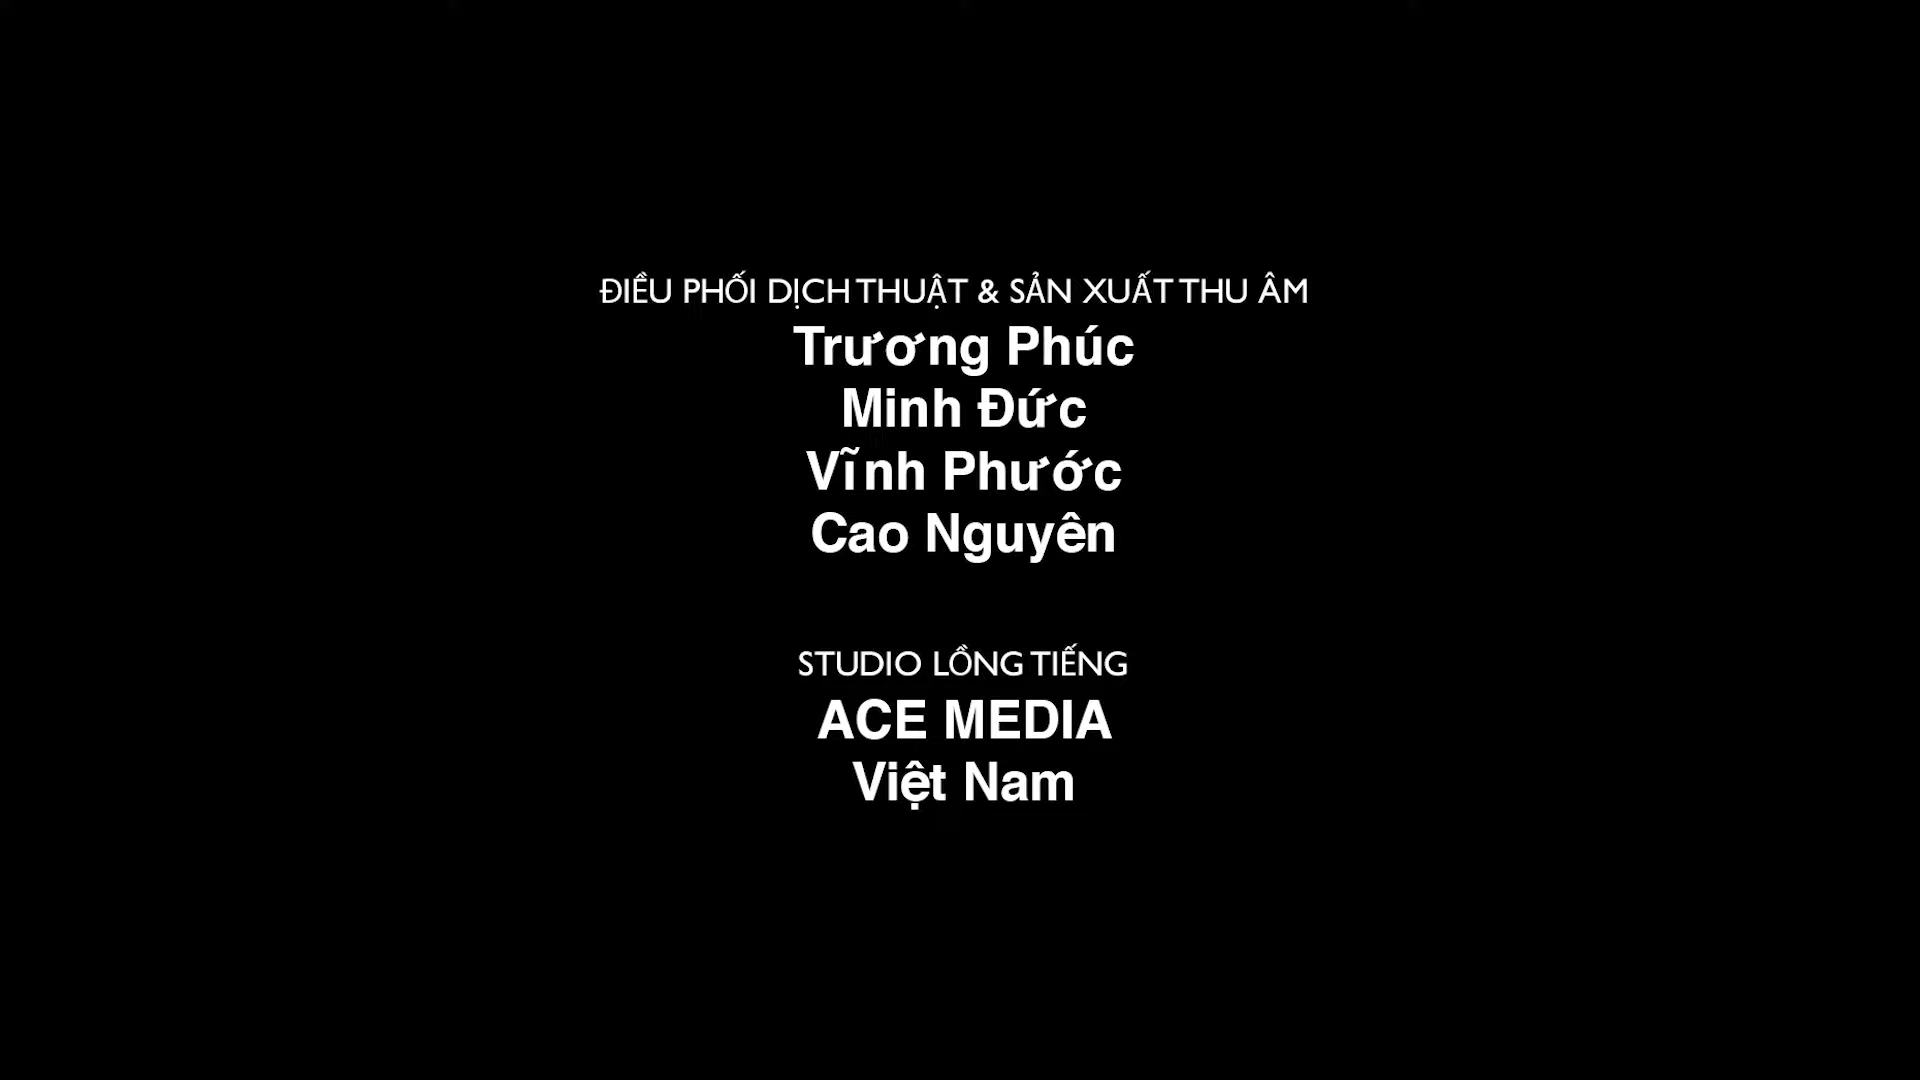 ĐIỀU PHỐI DỊCH THUẬT & SẢN XUẤT THU ÂM
Trương Phúc
Minh Đức
Vĩnh Phước
Cao Nguyên
STUDIO LỒNG TIẾNG
ACE MEDIA
Việt Nam